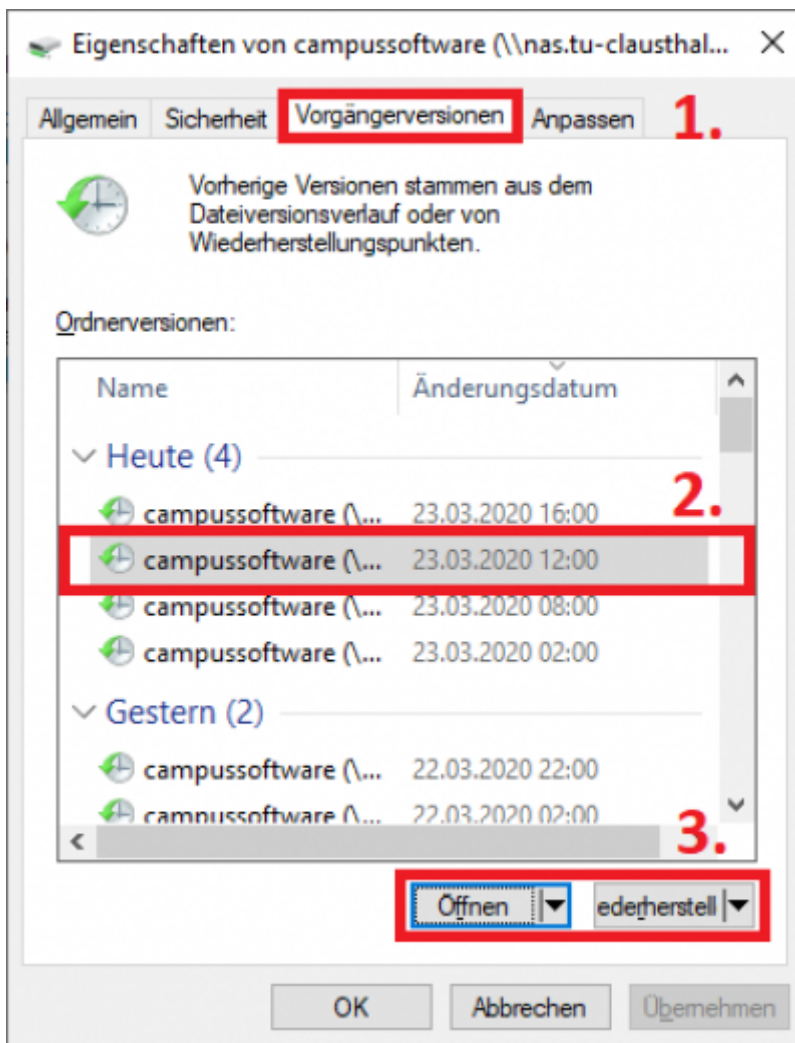 Eigenschaften von campussoftware (\\nas.tu-clausthal...
Allgemein Sicherheit Vorgängerversionen Anpassen 1.
Vorherige Versionen stammen aus dem
Dateiversionsverlauf oder von
Wiederherstellungspunkten.
Ordnerversionen:
Name Änderungsdatum
Heute (4)
campussoftware (\... 23.03.2020 16:00 2.
campussoftware (\... 23.03.2020 12:00
campussoftware (\... 23.03.2020 08:00
campussoftware (\... 23.03.2020 02:00
Gestern (2)
campussoftware (\... 22.03.2020 22:00
campussoftware (\... 22.03.2020 02:00
3.
Öffnen ederherstell
OK Abbrechen Übernehmen